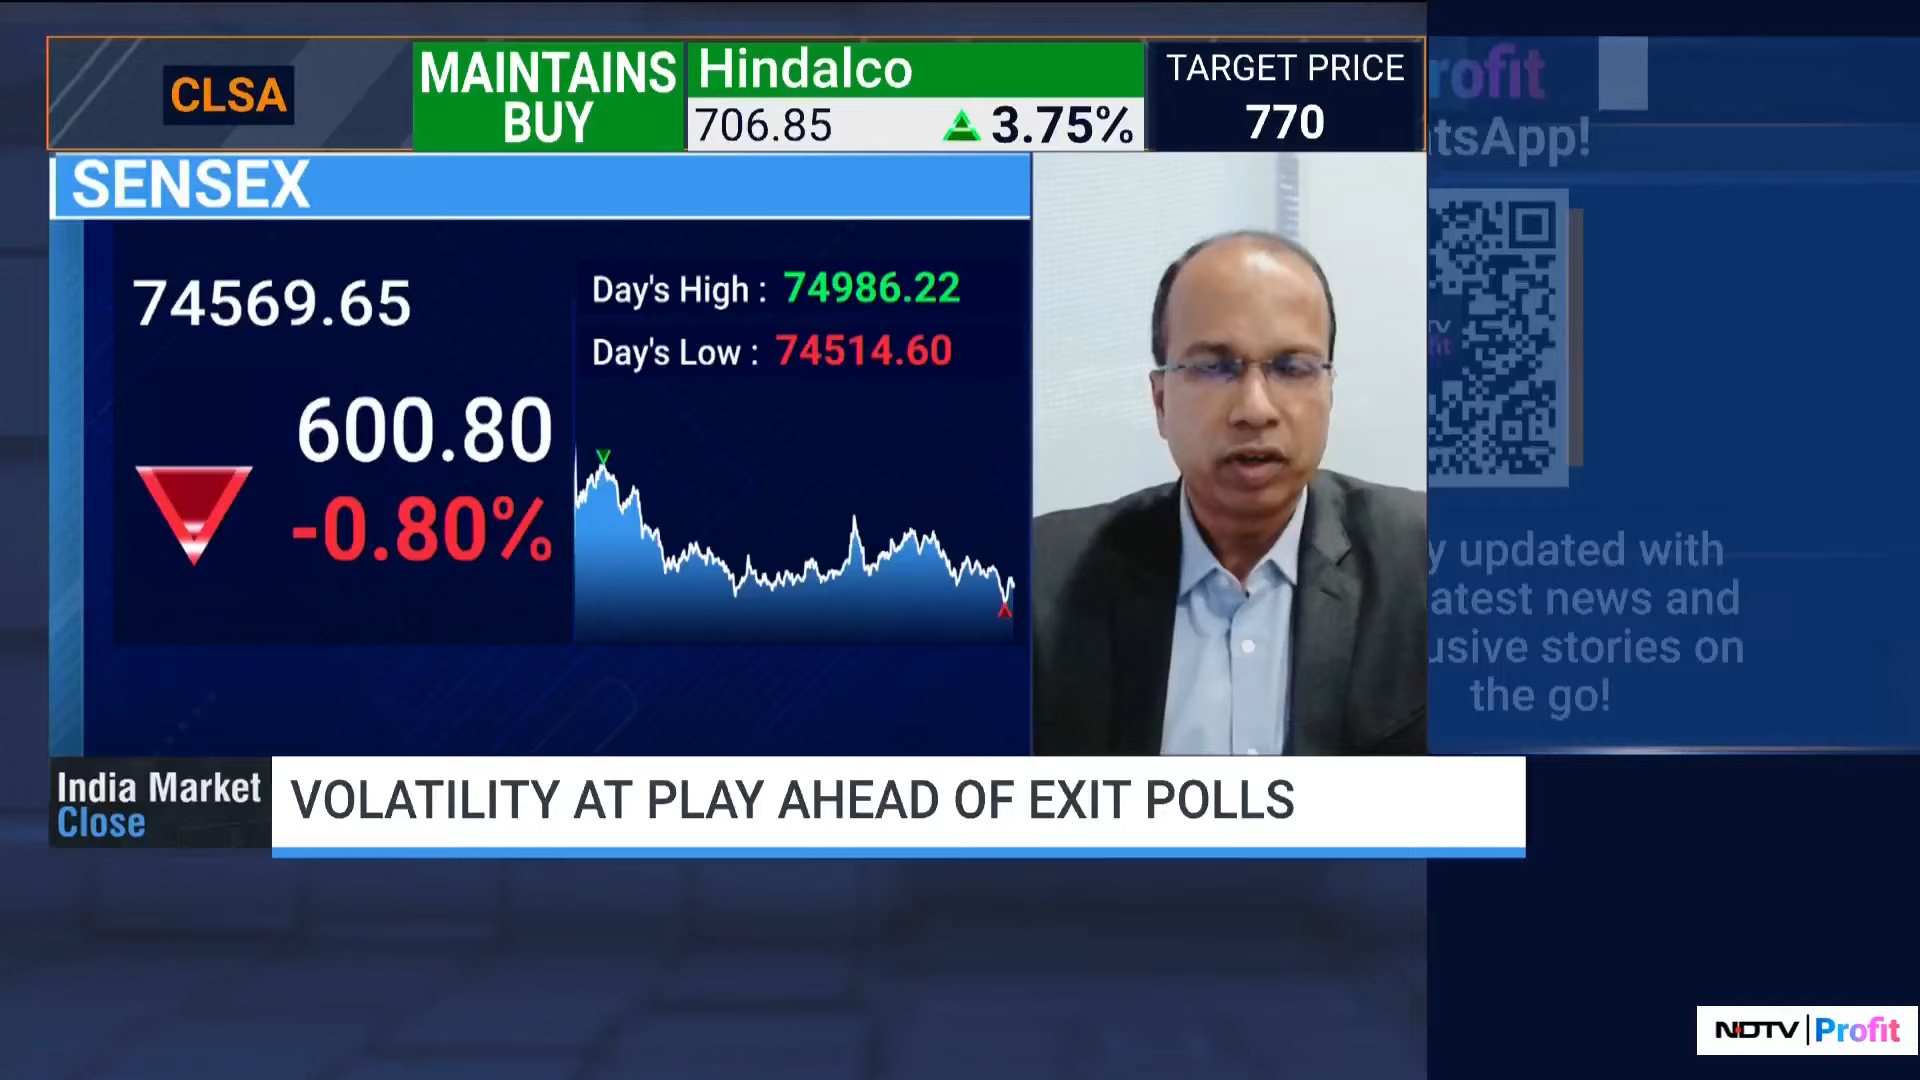 CLSA
MAINTAINS
BUY
Hindalco
706.85
3.75%
TARGET PRICE
770
SENSEX
74569.65
600.80
-0.80%
Day's High : 74986.22
Day's Low : 74514.60
rofit
tsApp!
y updated with
atest news and
usive stories on
the go!
India Market
Close
VOLATILITY AT PLAY AHEAD OF EXIT POLLS
NDTV Profit